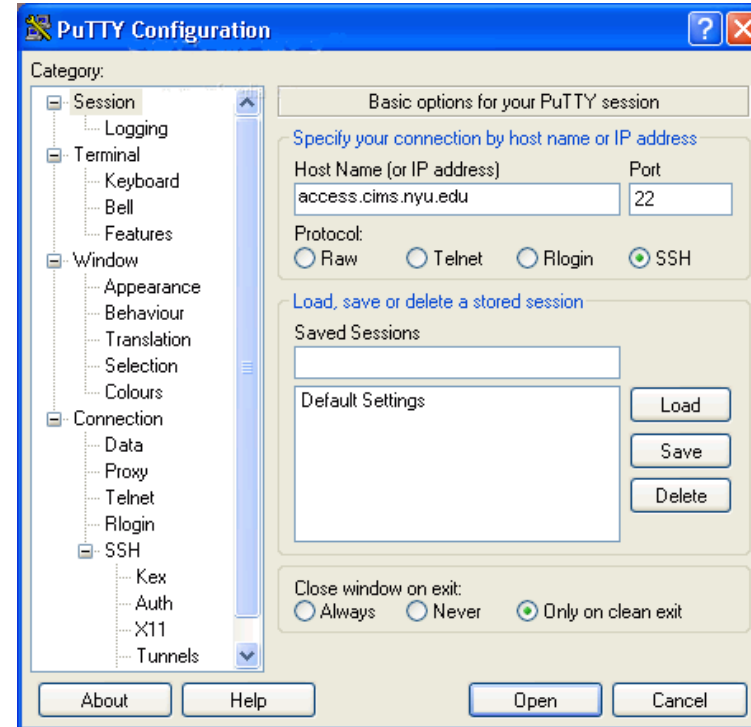 PuTTY Configuration
?
Category:
Session
Logging
Terminal
Keyboard
Bell
Features
Window
Appearance
Behaviour
Translation
Selection
Colours
Connection
Data
Proxy
Telnet
Rlogin
SSH
Kex
Auth
X11
Tunnels
Basic options for your PuTTY session
Specify your connection by host name or IP address
Host Name (or IP address) Port
access.cims.nyu.edu 22
Protocol:
Raw Telnet Rlogin SSH
Load, save or delete a stored session
Saved Sessions
Default Settings
Load
Save
Delete
Close window on exit:
Always Never Only on clean exit
About Help Open Cancel